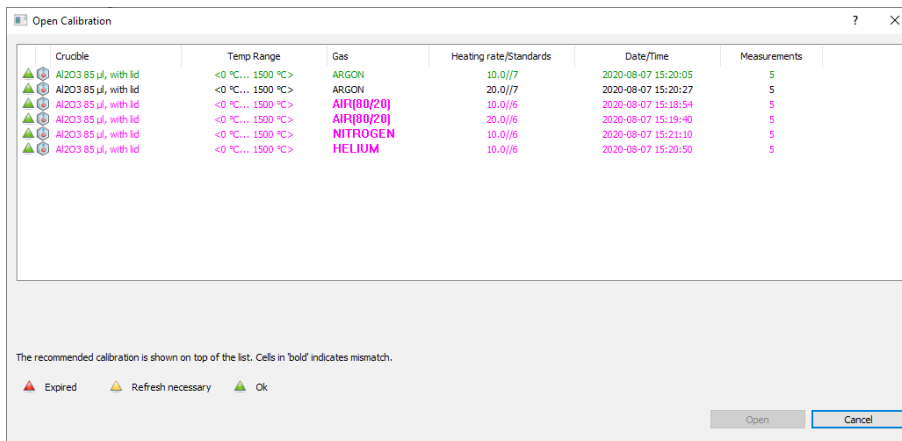 Open Calibration ?
Crucible Temp Range Gas Heating rate/Standards Date/Time Measurements
Al2O3 85 µl, with lid <0 °C... 1500 °C> ARGON 10.0//7 2020-08-07 15:20:05 5
Al2O3 85 µl, with lid <0 °C... 1500 °C> ARGON 20.0//7 2020-08-07 15:20:27 5
Al2O3 85 µl, with lid <0 °C... 1500 °C> AIR(80/20) 10.0//6 2020-08-07 15:18:54 5
Al2O3 85 µl, with lid <0 °C... 1500 °C> AIR(80/20) 20.0//6 2020-08-07 15:19:40 5
Al2O3 85 µl, with lid <0 °C... 1500 °C> NITROGEN 10.0//6 2020-08-07 15:21:10 5
Al2O3 85 µl, with lid <0 °C... 1500 °C> HELIUM 10.0//6 2020-08-07 15:20:50 5
The recommended calibration is shown on top of the list. Cells in 'bold' indicates mismatch.
Expired Refresh necessary Ok
Open Cancel